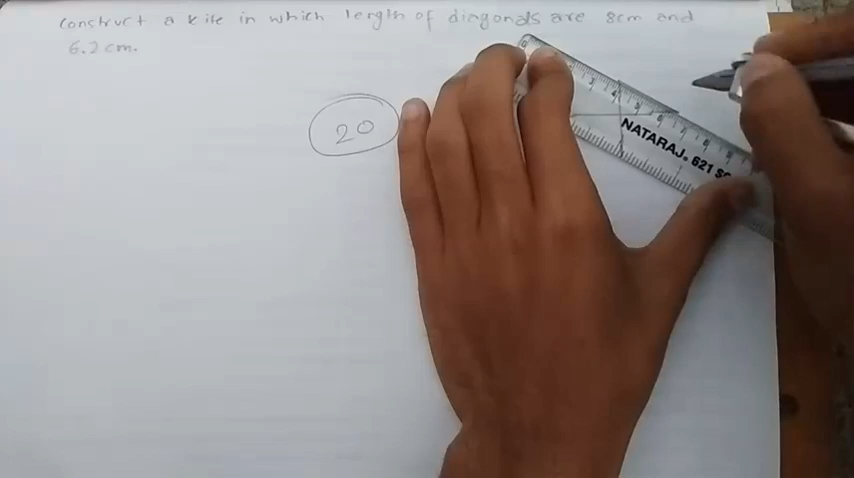 construct a kite in which length of diagonals are 8cm and
6.2cm.
20
NATARAJ. 621